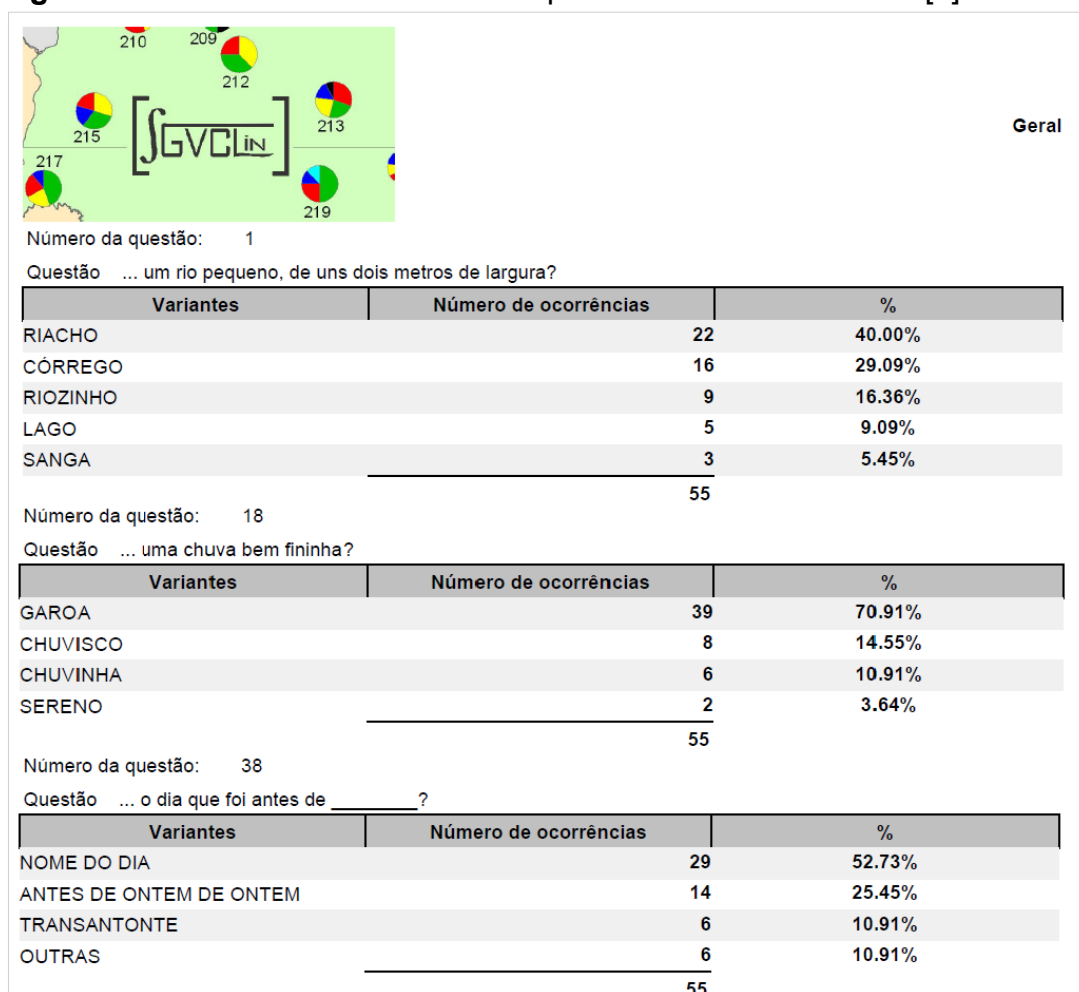 210 209
212
213
215
[∫GVCLIN]
Geral
217
219
Número da questão: 1
Questão ... um rio pequeno, de uns dois metros de largura?
Variantes Número de ocorrências %
RIACHO 22 40.00%
CÓRREGO 16 29.09%
RIOZINHO 9 16.36%
LAGO 5 9.09%
SANGA 3 5.45%
55
Número da questão: 18
Questão ... uma chuva bem fininha?
Variantes Número de ocorrências %
GAROA 39 70.91%
CHUVISCO 8 14.55%
CHUVINHA 6 10.91%
SERENO 2 3.64%
55
Número da questão: 38
Questão ... o dia que foi antes de ________?
Variantes Número de ocorrências %
NOME DO DIA 29 52.73%
ANTES DE ONTEM DE ONTEM 14 25.45%
TRANSANTONTE 6 10.91%
OUTRAS 6 10.91%
55